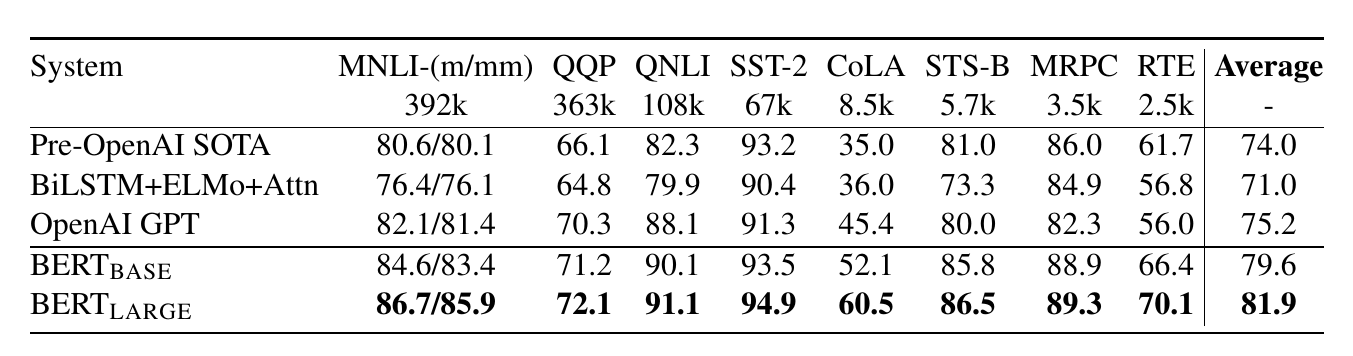 System MNLI-(m/mm) QQP QNLI SST-2 CoLA STS-B MRPC RTE Average
392k 363k 108k 67k 8.5k 5.7k 3.5k 2.5k -
Pre-OpenAI SOTA 80.6/80.1 66.1 82.3 93.2 35.0 81.0 86.0 61.7 74.0
BiLSTM+ELMo+Attn 76.4/76.1 64.8 79.9 90.4 36.0 73.3 84.9 56.8 71.0
OpenAI GPT 82.1/81.4 70.3 88.1 91.3 45.4 80.0 82.3 56.0 75.2
BERTBASE 84.6/83.4 71.2 90.1 93.5 52.1 85.8 88.9 66.4 79.6
BERTLARGE 86.7/85.9 72.1 91.1 94.9 60.5 86.5 89.3 70.1 81.9